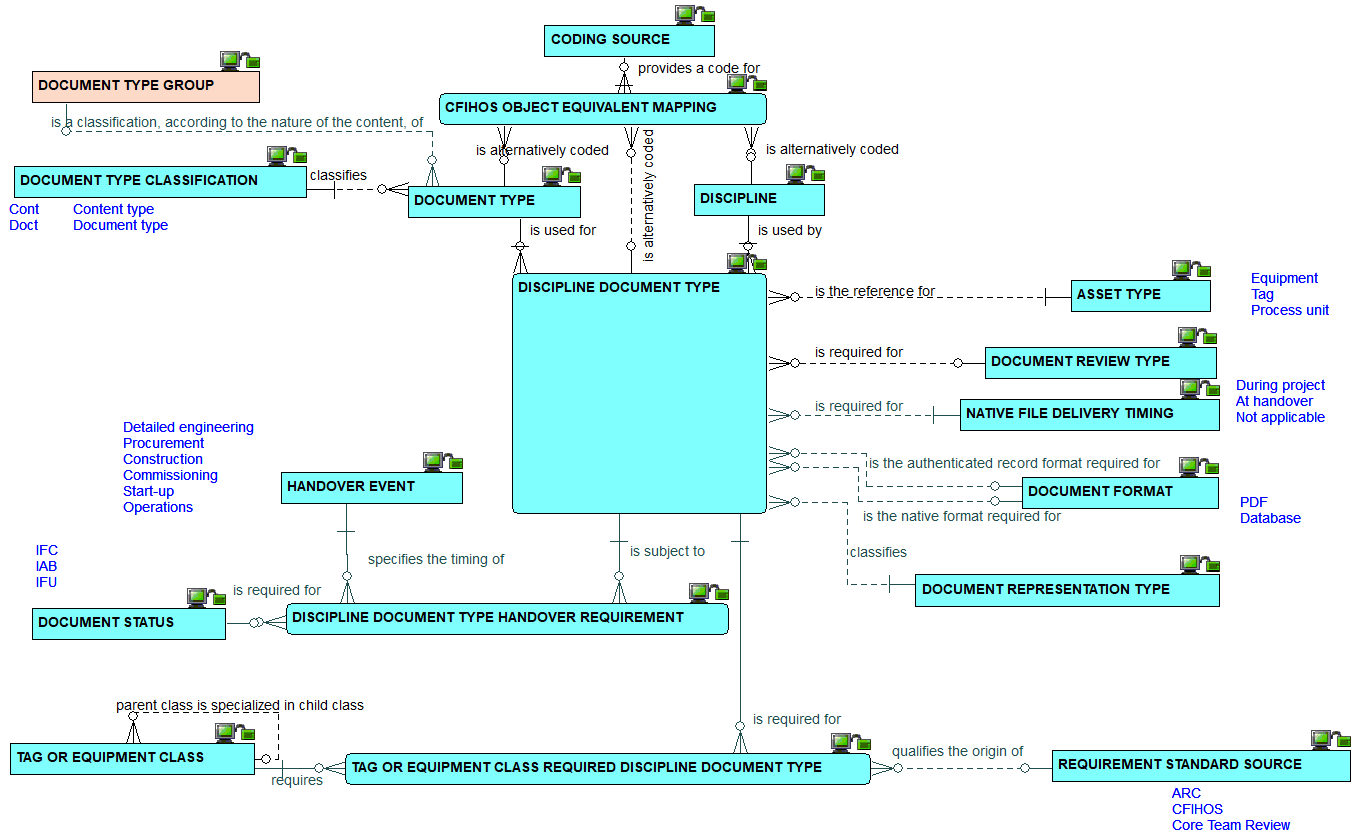 CODING SOURCE
provides a code for
DOCUMENT TYPE GROUP
CFIHOS OBJECT EQUIVALENT MAPPING
is a classification, according to the nature of the content, of
is alternatively coded
is alternatively coded
is alternatively coded
DOCUMENT TYPE CLASSIFICATION
classifies
DOCUMENT TYPE
DISCIPLINE
Cont Content type
Doct Document type
is used for
is used by
DISCIPLINE DOCUMENT TYPE
is the reference for
ASSET TYPE
Equipment
Tag
Process unit
is required for
DOCUMENT REVIEW TYPE
is required for
NATIVE FILE DELIVERY TIMING
During project
At handover
Not applicable
Detailed engineering
Procurement
Construction
Commissioning
Start-up
Operations
HANDOVER EVENT
is the authenticated record format required for
DOCUMENT FORMAT
is the native format required for
PDF
Database
classifies
DOCUMENT REPRESENTATION TYPE
specifies the timing of
is subject to
IFC
IAB
IFU
is required for
DOCUMENT STATUS
DISCIPLINE DOCUMENT TYPE HANDOVER REQUIREMENT
parent class is specialized in child class
is required for
TAG OR EQUIPMENT CLASS
requires
TAG OR EQUIPMENT CLASS REQUIRED DISCIPLINE DOCUMENT TYPE
qualifies the origin of
REQUIREMENT STANDARD SOURCE
ARC
CFIHOS
Core Team Review